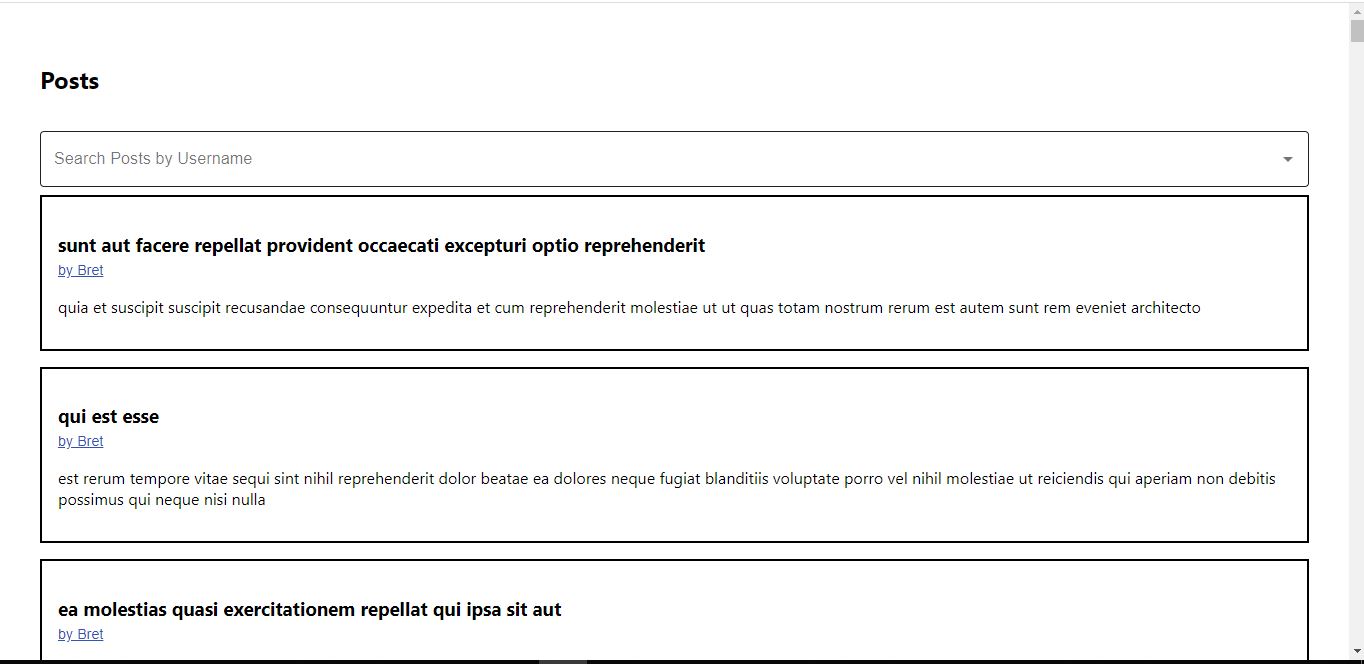 Posts
Search Posts by Username
sunt aut facere repellat provident occaecati excepturi optio reprehenderit
by Bret
quia et suscipit suscipit recusandae consequuntur expedita et cum reprehenderit molestiae ut ut quas totam nostrum rerum est autem sunt rem eveniet architecto
qui est esse
by Bret
est rerum tempore vitae sequi sint nihil reprehenderit dolor beatae ea dolores neque fugiat blanditiis voluptate porro vel nihil molestiae ut reiciendis qui aperiam non debitis
possimus qui neque nisi nulla
ea molestias quasi exercitationem repellat qui ipsa sit aut
by Bret